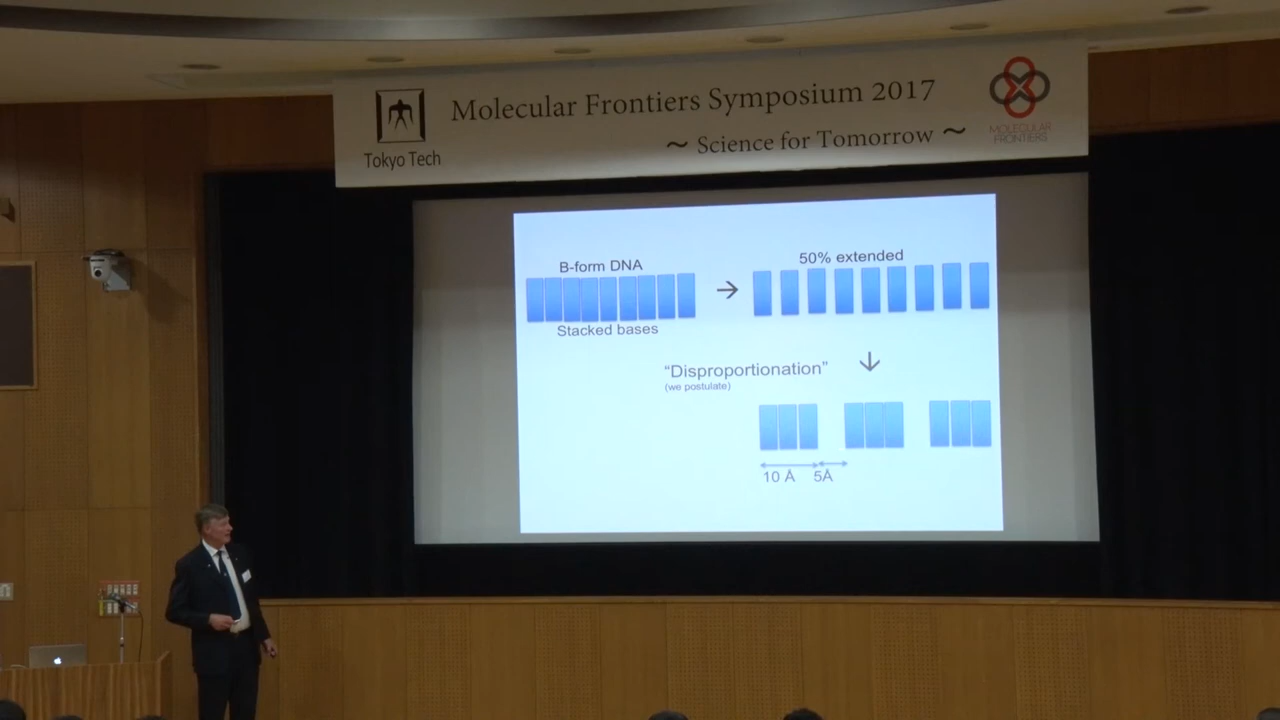 Molecular Frontiers Symposium 2017
~ Science for Tomorrow ~
Tokyo Tech
MOLECULAR
FRONTIERS
B-form DNA
Stacked bases
→
50% extended
"Disproportionation"
(we postulate)
10 Å
5Å